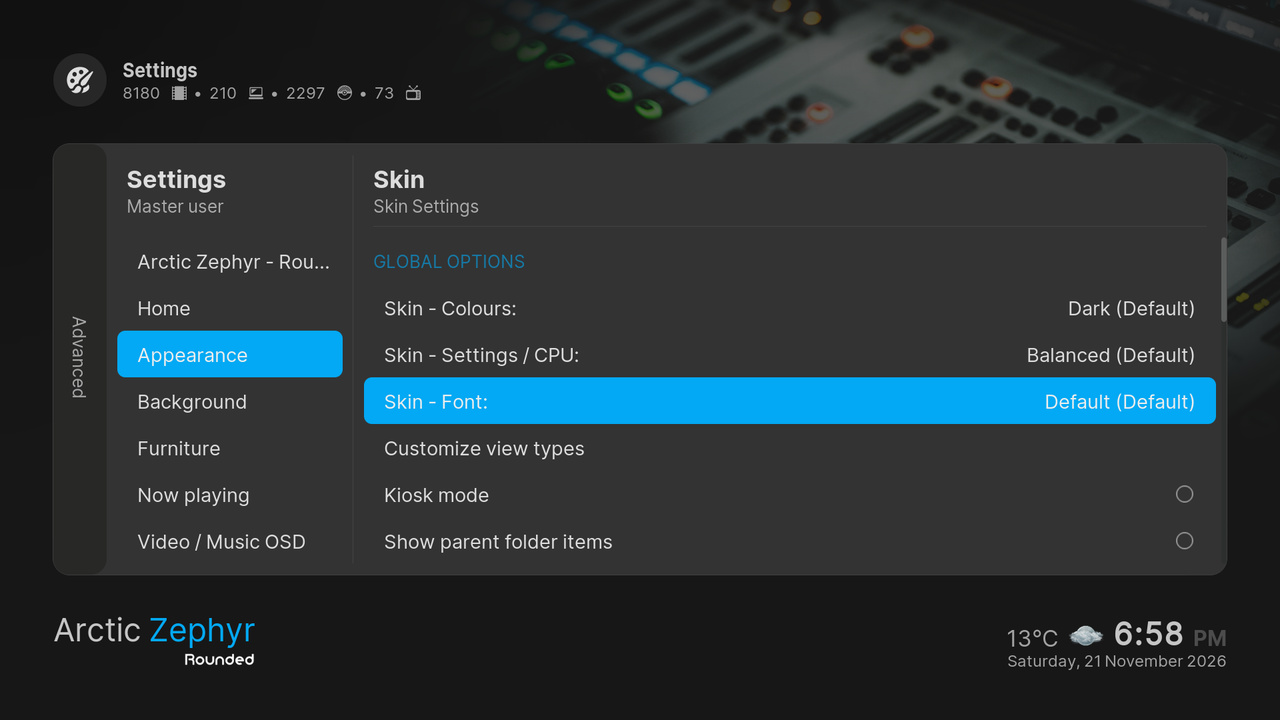 Settings
8180 • 210 • 2297 • 73
Advanced
Settings
Master user
Arctic Zephyr - Rou...
Home
Appearance
Background
Furniture
Now playing
Video / Music OSD
Skin
Skin Settings
GLOBAL OPTIONS
Skin - Colours: Dark (Default)
Skin - Settings / CPU: Balanced (Default)
Skin - Font: Default (Default)
Customize view types
Kiosk mode
Show parent folder items
Arctic Zephyr
Rounded
13°C 6:58 PM
Saturday, 21 November 2026